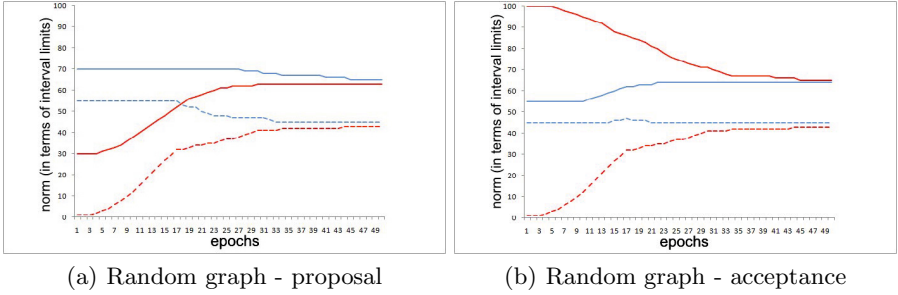 norm (in terms of interval limits)
100
90
80
70
60
50
40
30
20
10
0
1 3 5 7 9 11 13 15 17 19 21 23 25 27 29 31 33 35 37 39 41 43 45 47 49
epochs
norm (in terms of interval limits)
100
90
80
70
60
50
40
30
20
10
0
1 3 5 7 9 11 13 15 17 19 21 23 25 27 29 31 33 35 37 39 41 43 45 47 49
epochs
(a) Random graph - proposal
(b) Random graph - acceptance